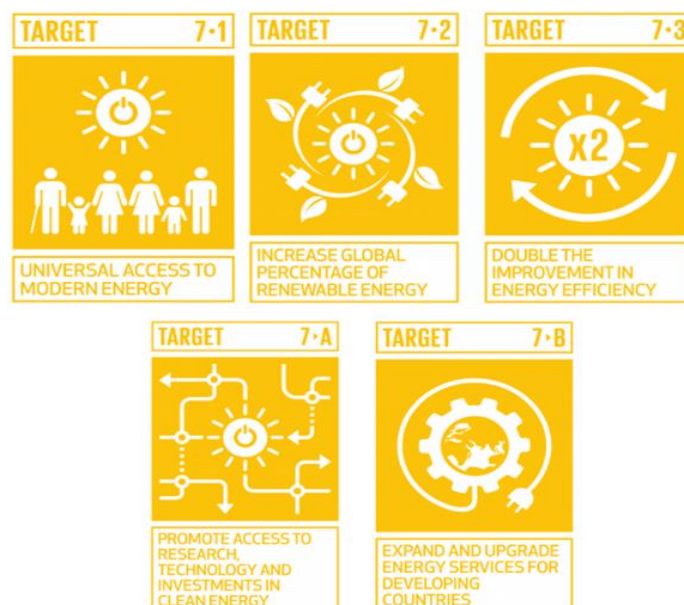 TARGET 7·1
UNIVERSAL ACCESS TO
MODERN ENERGY
TARGET 7·2
INCREASE GLOBAL
PERCENTAGE OF
RENEWABLE ENERGY
TARGET 7·3
X2
DOUBLE THE
IMPROVEMENT IN
ENERGY EFFICIENCY
TARGET 7·A
PROMOTE ACCESS TO
RESEARCH,
TECHNOLOGY AND
INVESTMENTS IN
CLEAN ENERGY
TARGET 7·B
EXPAND AND UPGRADE
ENERGY SERVICES FOR
DEVELOPING
COUNTRIES